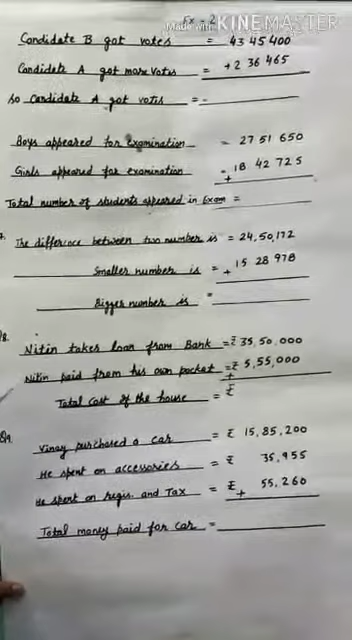 Ex = 2
Made with KINEMASTER
Candidate B got votes = 43 45 400
Candidate A got more votes = +2 36 465
So Candidate A got votes =
Boys appeared for examination = 27 51 650
Girls appeared for examination = + 18 42 725
Total number of students appeared in Exam =
7. The difference between two number is = 24,50,172
Smaller number is = + 15 28 978
Bigger number is =
8.
Nitin takes loan from Bank = ₹ 35,50,000
Nitin paid from his own pocket = + ₹ 5,55,000
Total cost of the house = ₹
Q9.
Vinay purchased a car = ₹ 15,85,200
He spent on accessories = ₹ 35,955
He spent on regis. and Tax = ₹ + 55,260
Total money paid for car =